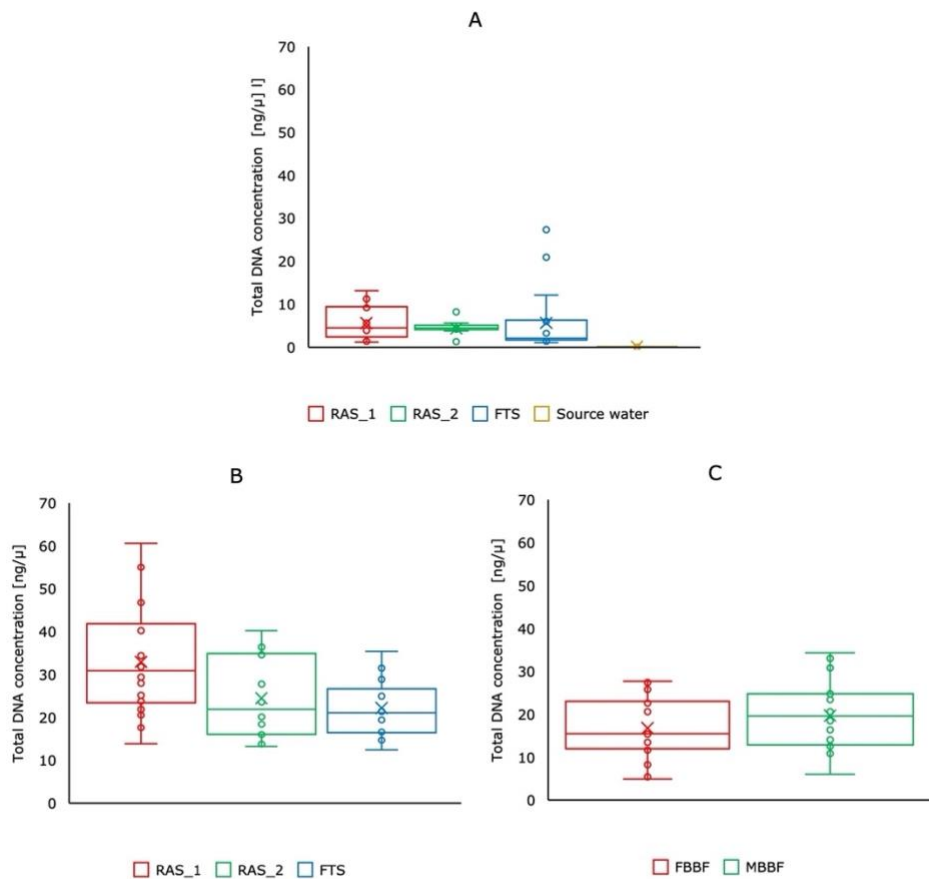 A
Total DNA concentration [ng/µ] l]
70
60
50
40
30
20
10
0
RAS_1 RAS_2 FTS Source water
B
Total DNA concentration [ng/µ]
70
60
50
40
30
20
10
0
RAS_1 RAS_2 FTS
C
Total DNA concentration [ng/µ]
70
60
50
40
30
20
10
0
FBBF MBBF